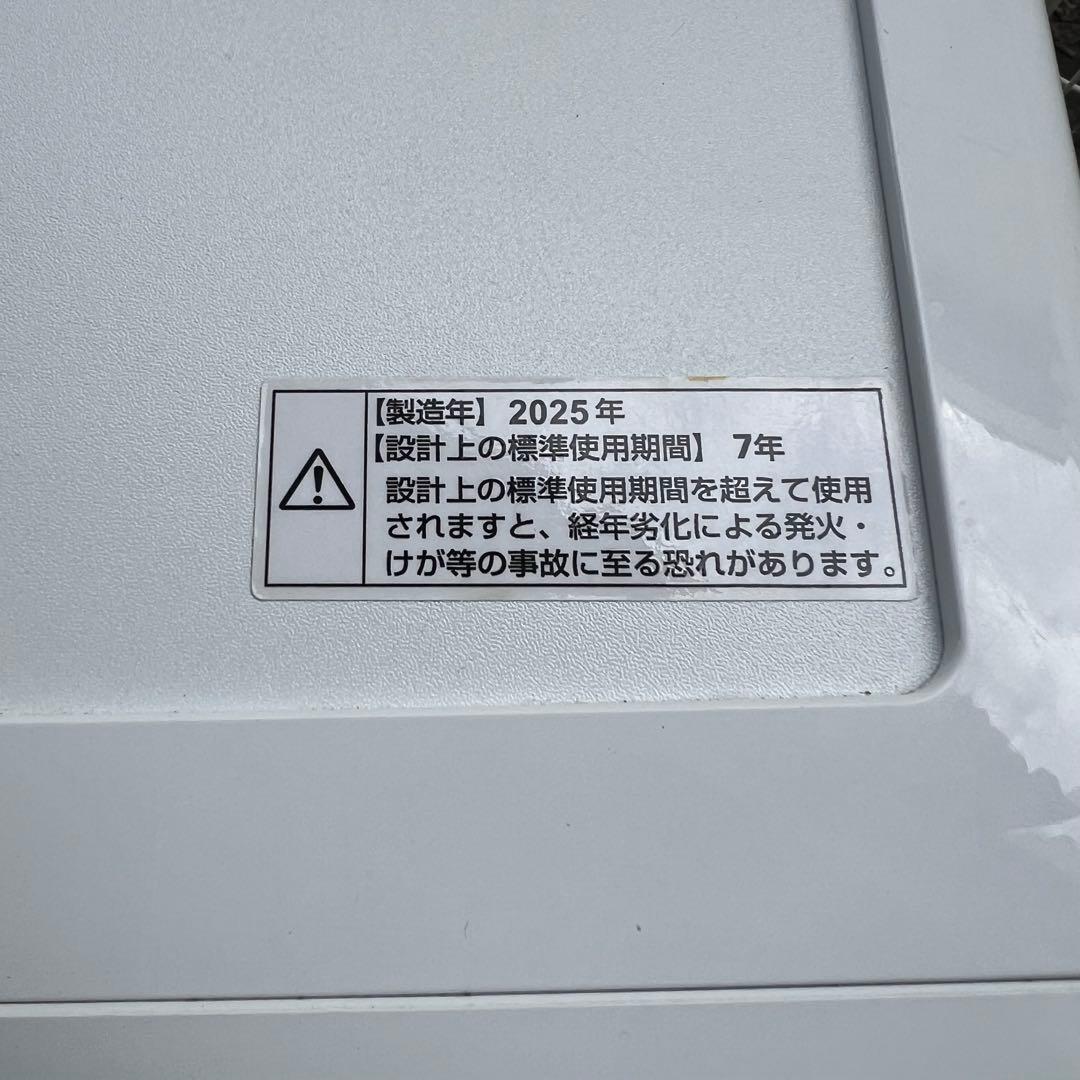 【製造年】 2025年
【設計上の標準使用期間】 7年
設計上の標準使用期間を超えて使用
されますと、経年劣化による発火・
けが等の事故に至る恐れがあります。